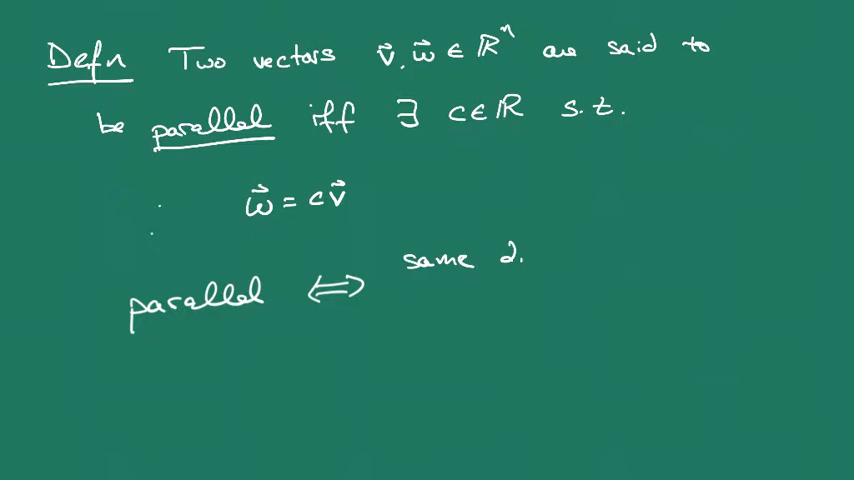 Defn Two vectors v⃗, w⃗ ∈ ℝⁿ are said to
be parallel iff ∃ c∈ℝ s.t.
w⃗ = cv⃗
same d.
parallel ⇔